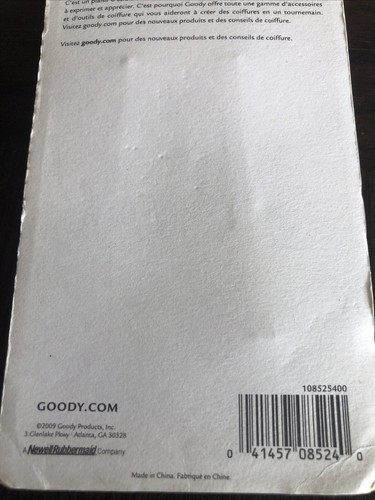 C'est un
à exprimer et apprécier. C'est pourquoi Goody offre toute une gamme d'accessoires
et d'outils de coiffure qui vous aideront à créer des coiffures en un tournemain.
Visitez goody.com pour des nouveaux produits et des conseils de coiffure.
Visitez goody.com pour des nouveaux produits et des conseils de coiffure.
108525400
GOODY.COM
©2009 Goody Products, Inc.
3 Glenlake Pkwy · Atlanta, GA 30328
A NewellRubbermaid Company
0 41457 08524 0
Made in China. Fabriqué en Chine.